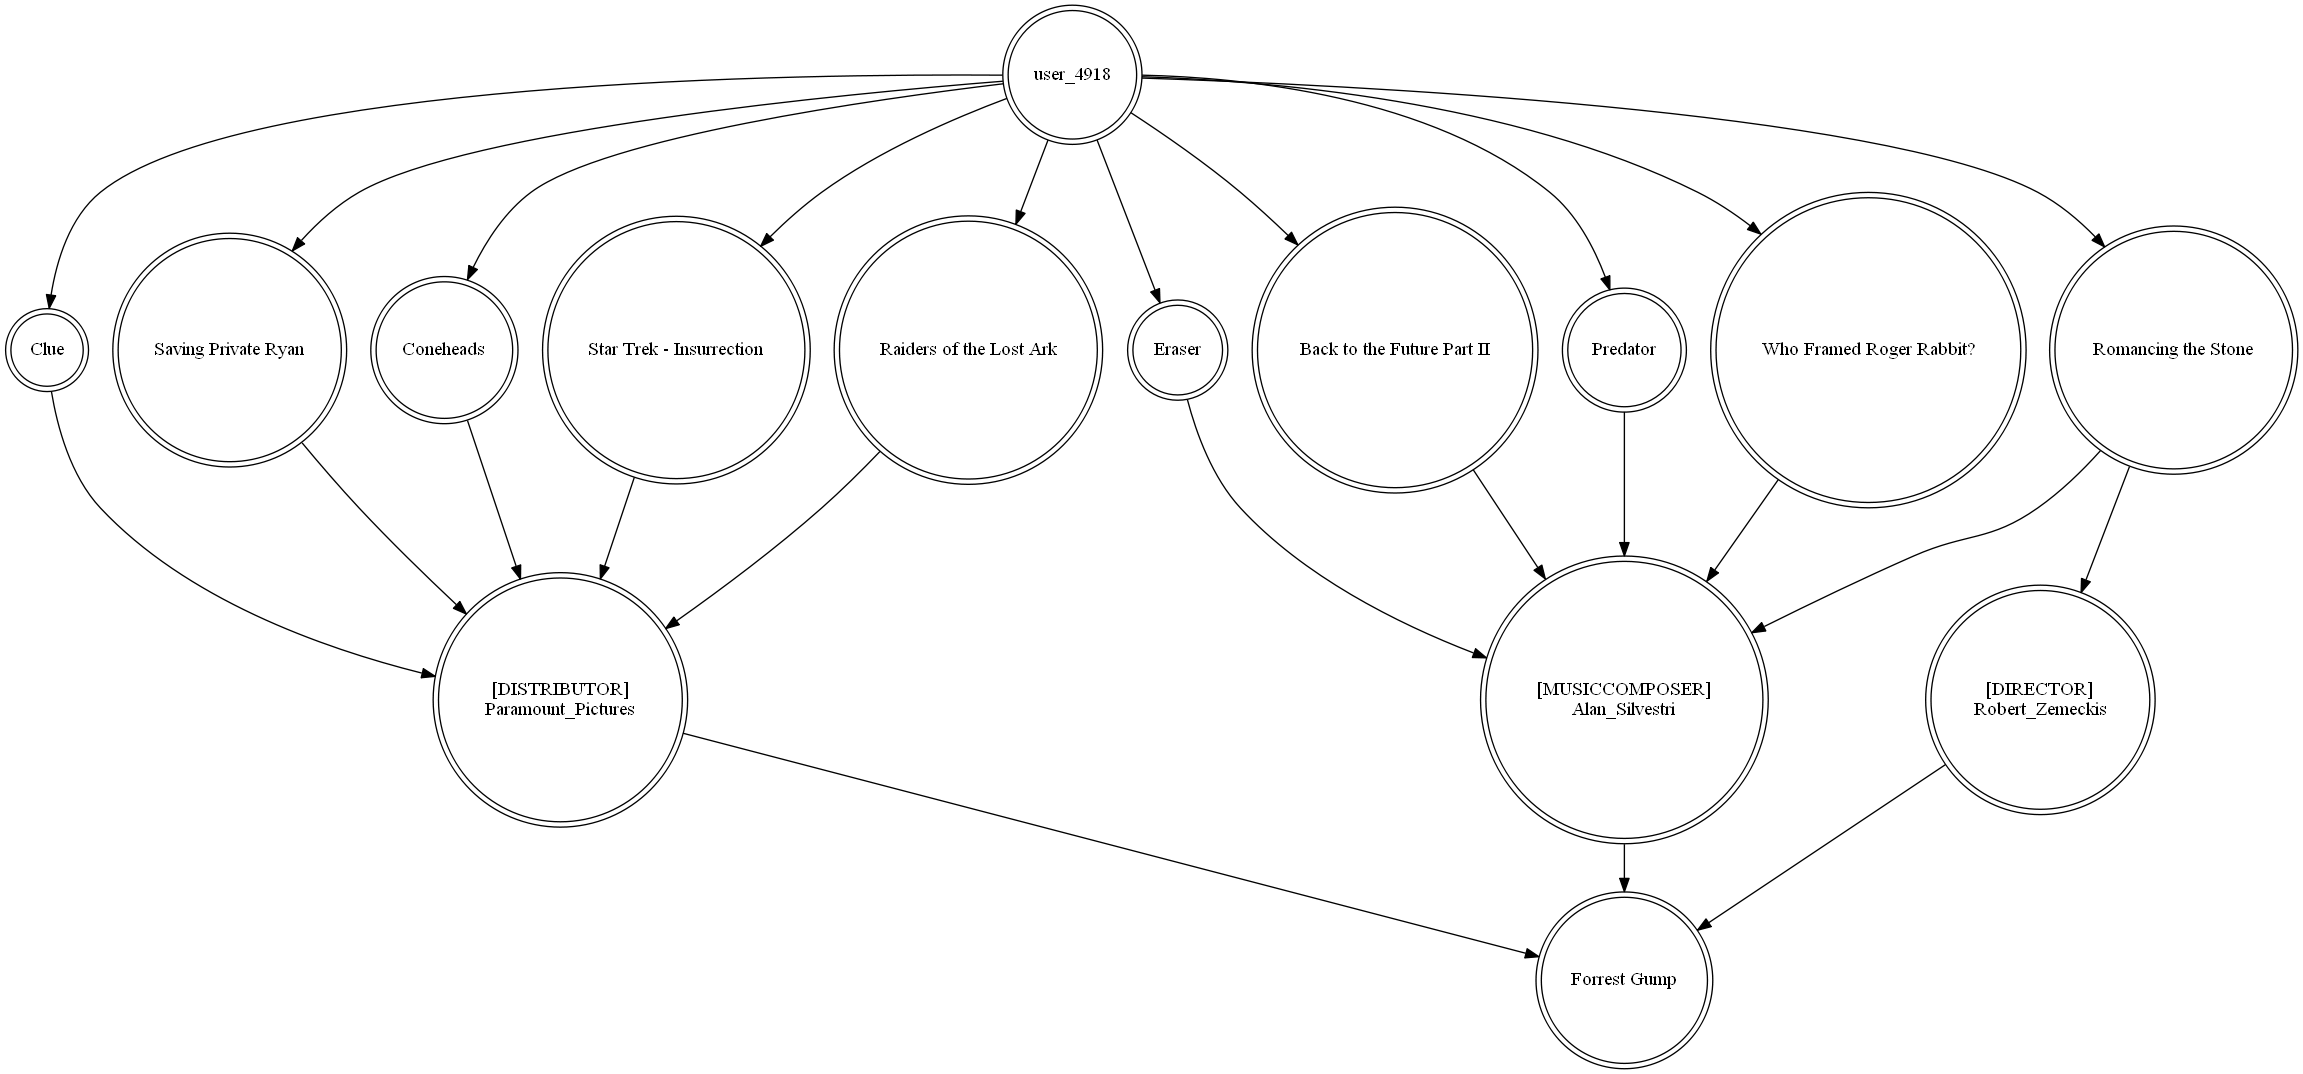 user_4918
Clue
Saving Private Ryan
Coneheads
Star Trek - Insurrection
Raiders of the Lost Ark
Eraser
Back to the Future Part II
Predator
Who Framed Roger Rabbit?
Romancing the Stone
[DISTRIBUTOR]
Paramount_Pictures
[MUSICCOMPOSER]
Alan_Silvestri
[DIRECTOR]
Robert_Zemeckis
Forrest Gump